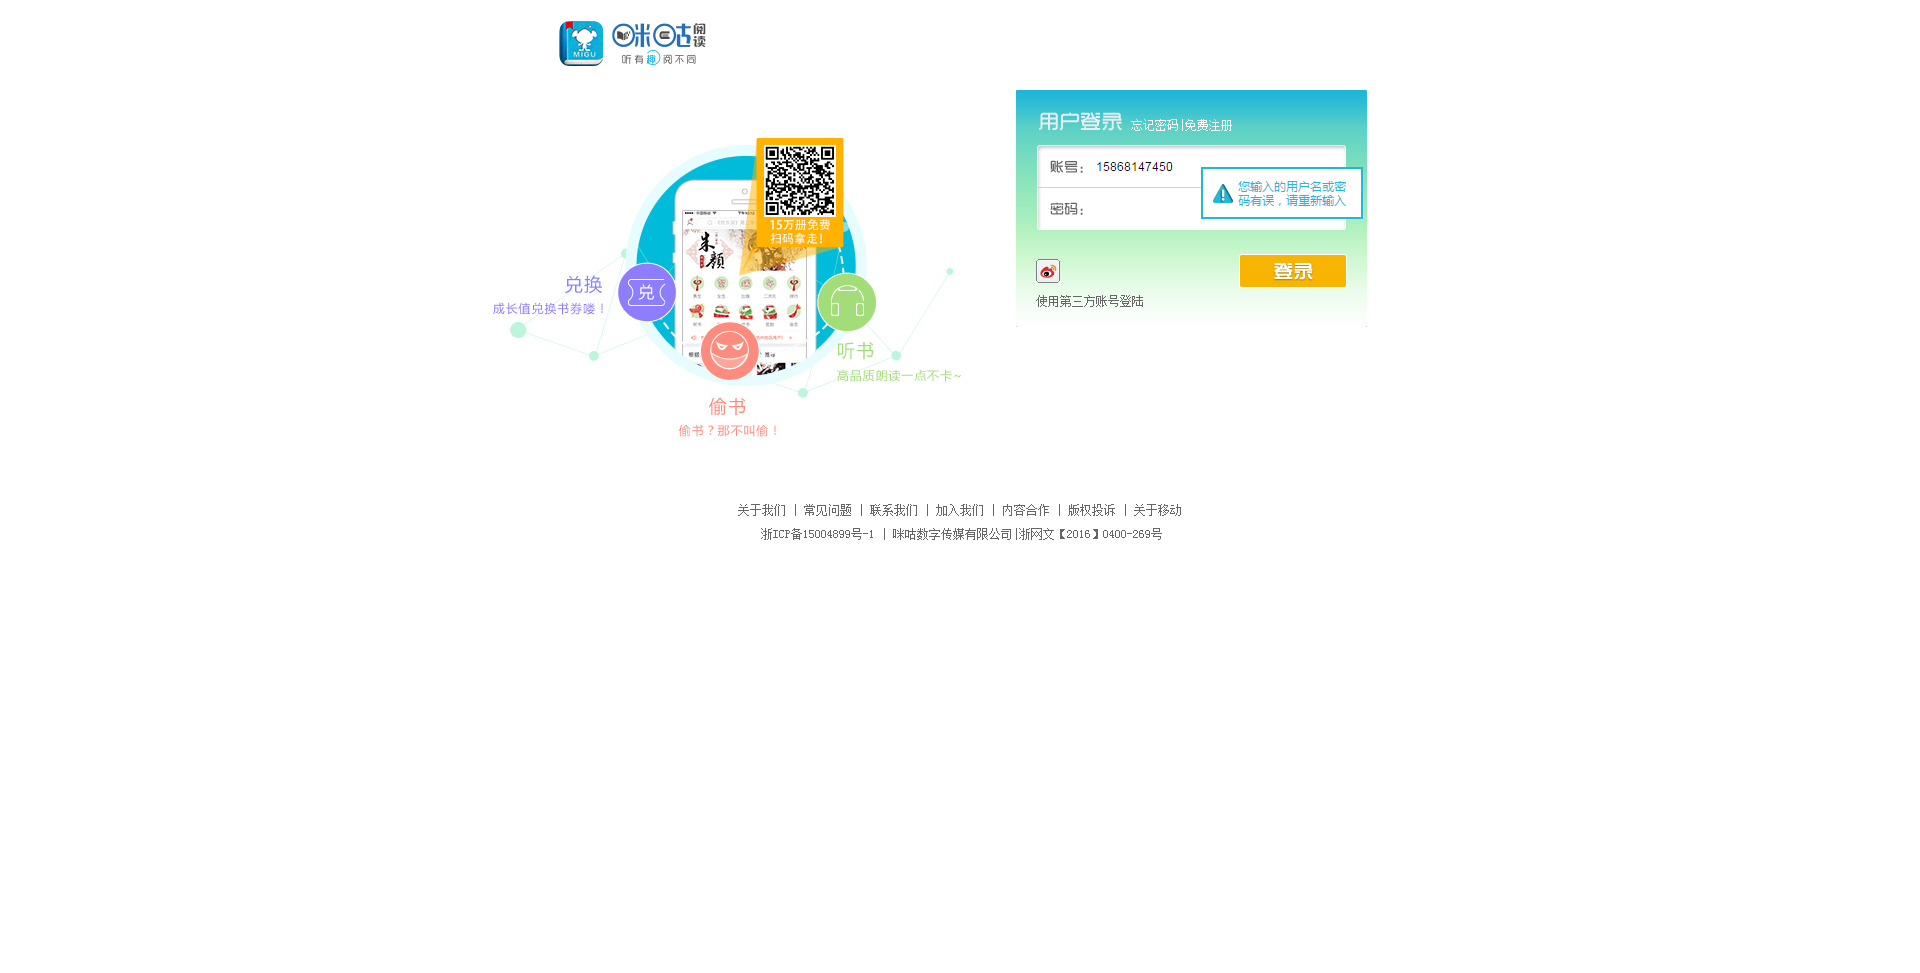 MIGU
咪咕阅读
听有趣 阅不同
用户登录 忘记密码|免费注册
账号： 15868147450
您输入的用户名或密
码有误，请重新输入
密码：
登录
使用第三方账号登陆
15万册免费
扫码拿走！
朱颜
兑换
兑
成长值兑换书券喽！
听书
高品质朗读一点不卡~
偷书
偷书？那不叫偷！
关于我们 | 常见问题 | 联系我们 | 加入我们 | 内容合作 | 版权投诉 | 关于移动
浙ICP备15004899号-1 | 咪咕数字传媒有限公司|浙网文【2016】0400-269号